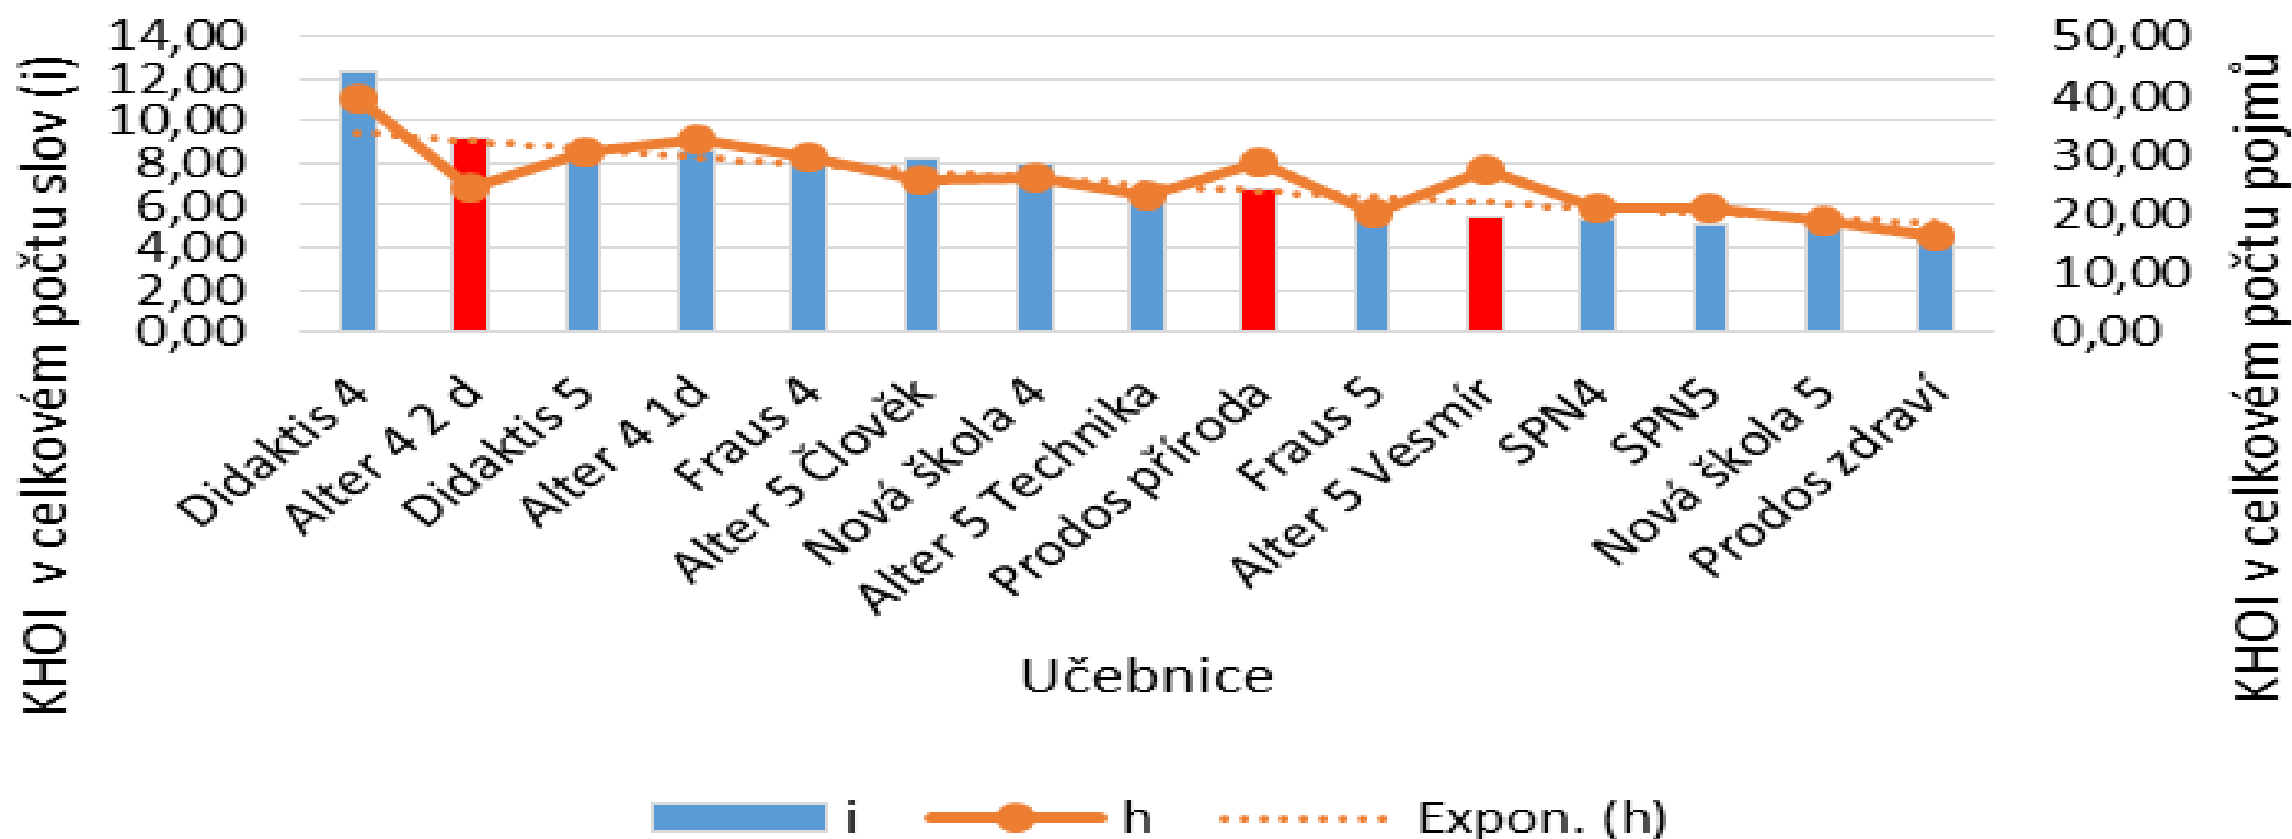 KHOI v celkovém počtu slov (i)
14,00
12,00
10,00
8,00
6,00
4,00
2,00
0,00
50,00
40,00
30,00
20,00
10,00
0,00
KHOI v celkovém počtu pojmů
Didaktis 4
Alter 4 2 d
Didaktis 5
Alter 4 1d
Fraus 4
Alter 5 Člověk
Nová škola 4
Alter 5 Technika
Prodos příroda
Fraus 5
Alter 5 Vesmír
SPN4
SPN5
Nová škola 5
Prodos zdraví
Učebnice
i
h
Expon. (h)